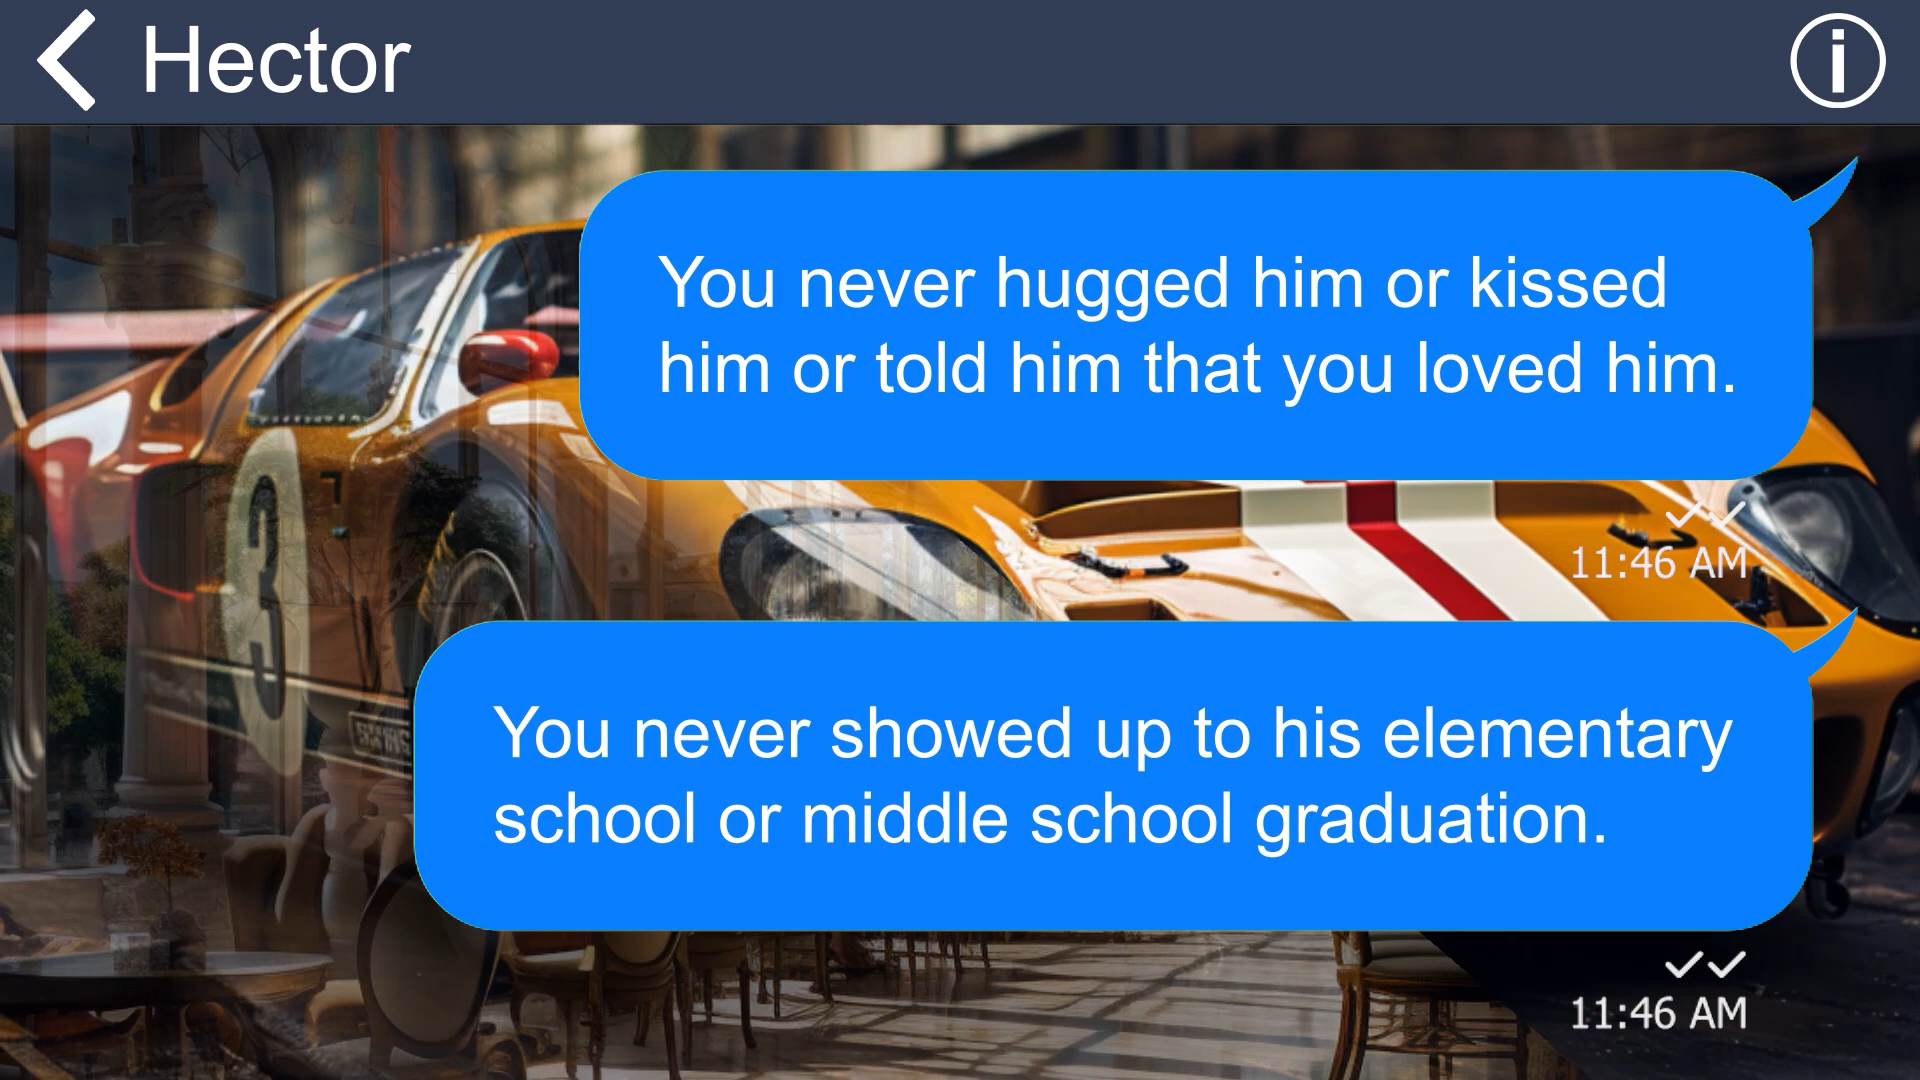 Hector
You never hugged him or kissed
him or told him that you loved him.
11:46 AM
3
You never showed up to his elementary
school or middle school graduation.
11:46 AM